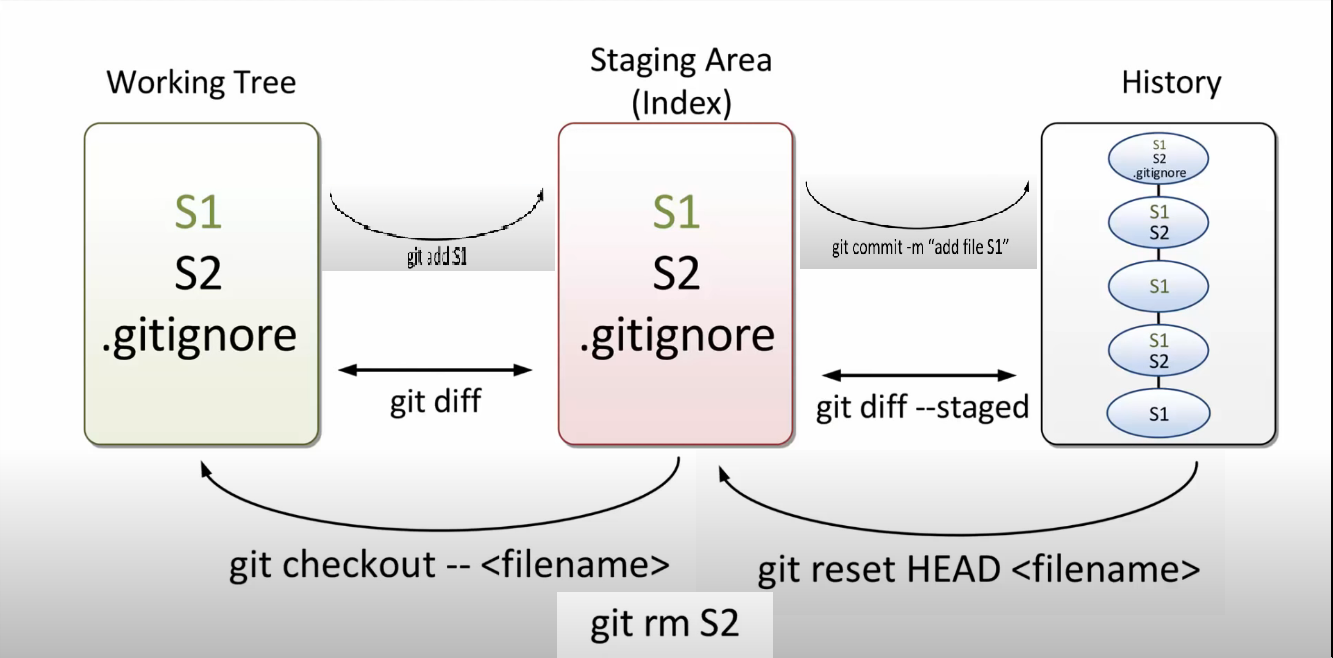 Working Tree
Staging Area
(Index)
History
S1
S2
.gitignore
git add S1
git diff
S1
S2
.gitignore
git commit -m “add file S1”
git diff --staged
S1
S2
.gitignore
S1
S2
S1
S1
S2
S1
git checkout -- <filename>
git reset HEAD <filename>
git rm S2